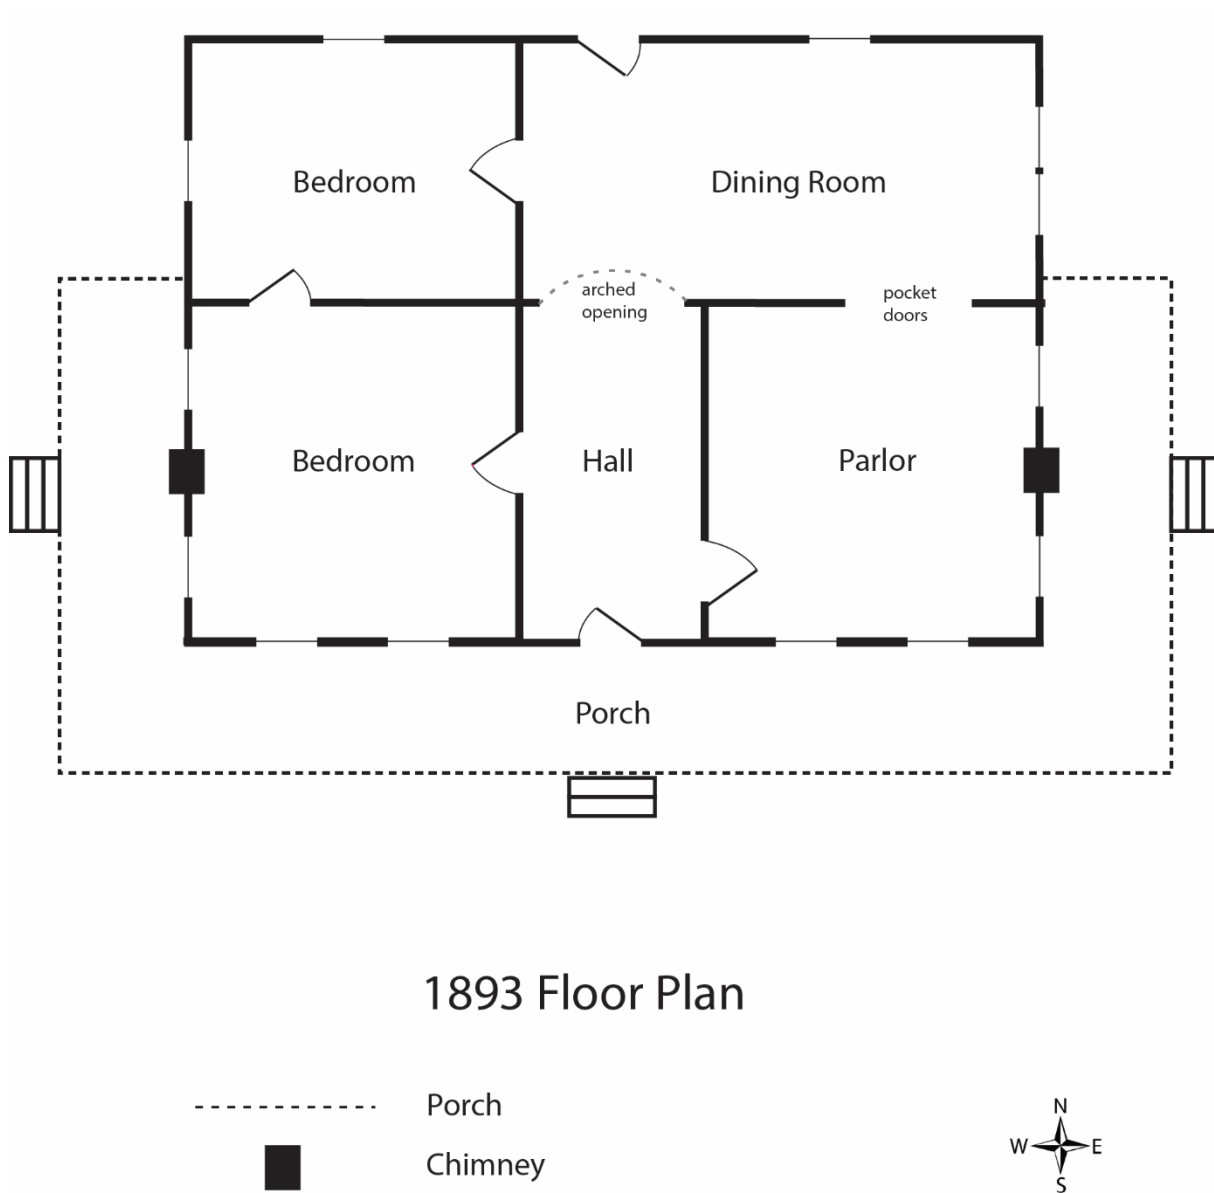 Bedroom
Dining Room
arched
opening
pocket
doors
Bedroom
Hall
Parlor
Porch
1893 Floor Plan
Porch
Chimney
N
W
E
S